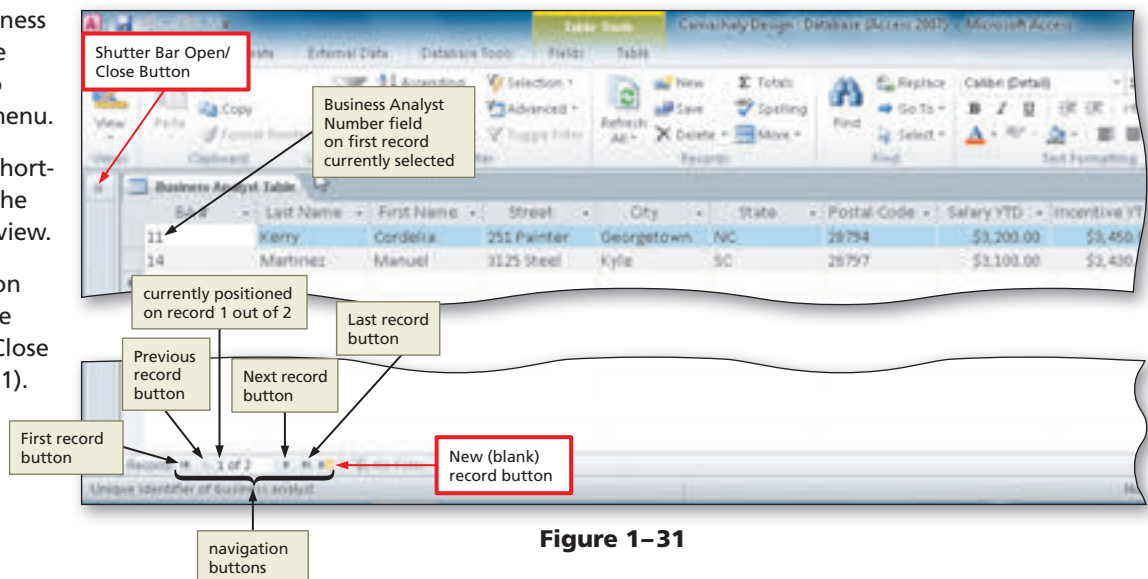 ness
e
o
menu.
hort-
the
view.
on
e
Close
1).
Table Tools
Camashaly Design : Database (Access 2007) - Microsoft Access
External Data Database Tools Fields Table
Shutter Bar Open/
Close Button
Business Analyst
Number field
on first record
currently selected
View
Paste
Copy
Format Painter
Clipboard
Ascending
Selection
Advanced
Toggle Filter
Refresh
All
New
Save
Delete
Totals
Spelling
More
Records
Find
Replace
Go To
Select
Find
Calibri (Detail)
B I U
Text Formatting
Business Analyst Table
BA # Last Name First Name Street City State Postal Code Salary YTD Incentive YT
11 Kerry Cordelia 251 Painter Georgetown NC 28794 $3,200.00 $3,450
14 Martinez Manuel 3125 Steel Kyle SC 28797 $3,100.00 $2,430
currently positioned
on record 1 out of 2
Last record
button
Previous
record
button
Next record
button
First record
button
New (blank)
record button
Record: 1 of 2 No Filter
Unique identifier of business analyst
navigation
buttons
Figure 1–31